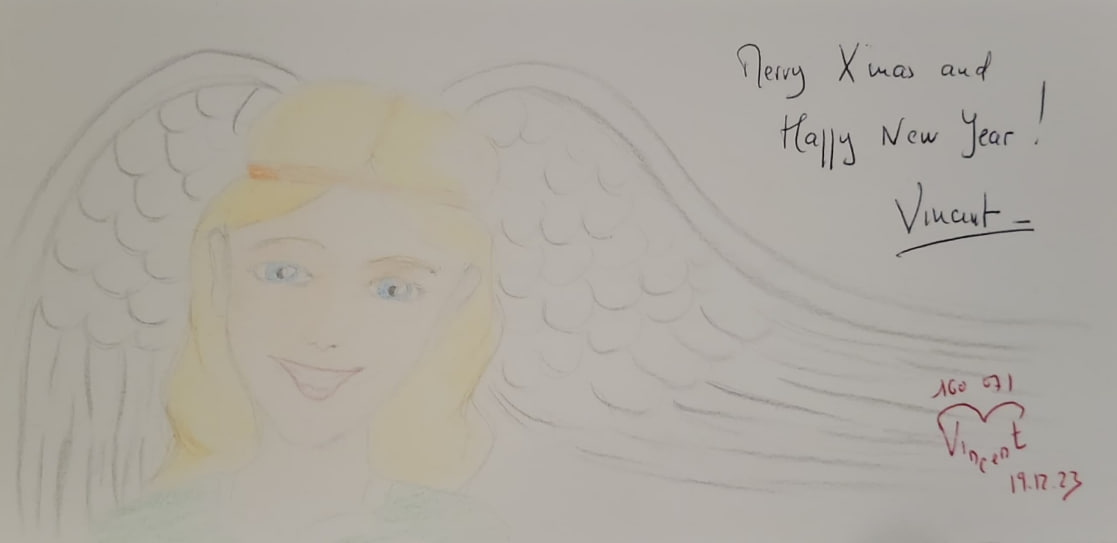 Merry X'mas and
Happy New Year!
Vincent
160 071
Vincent
19.12.23